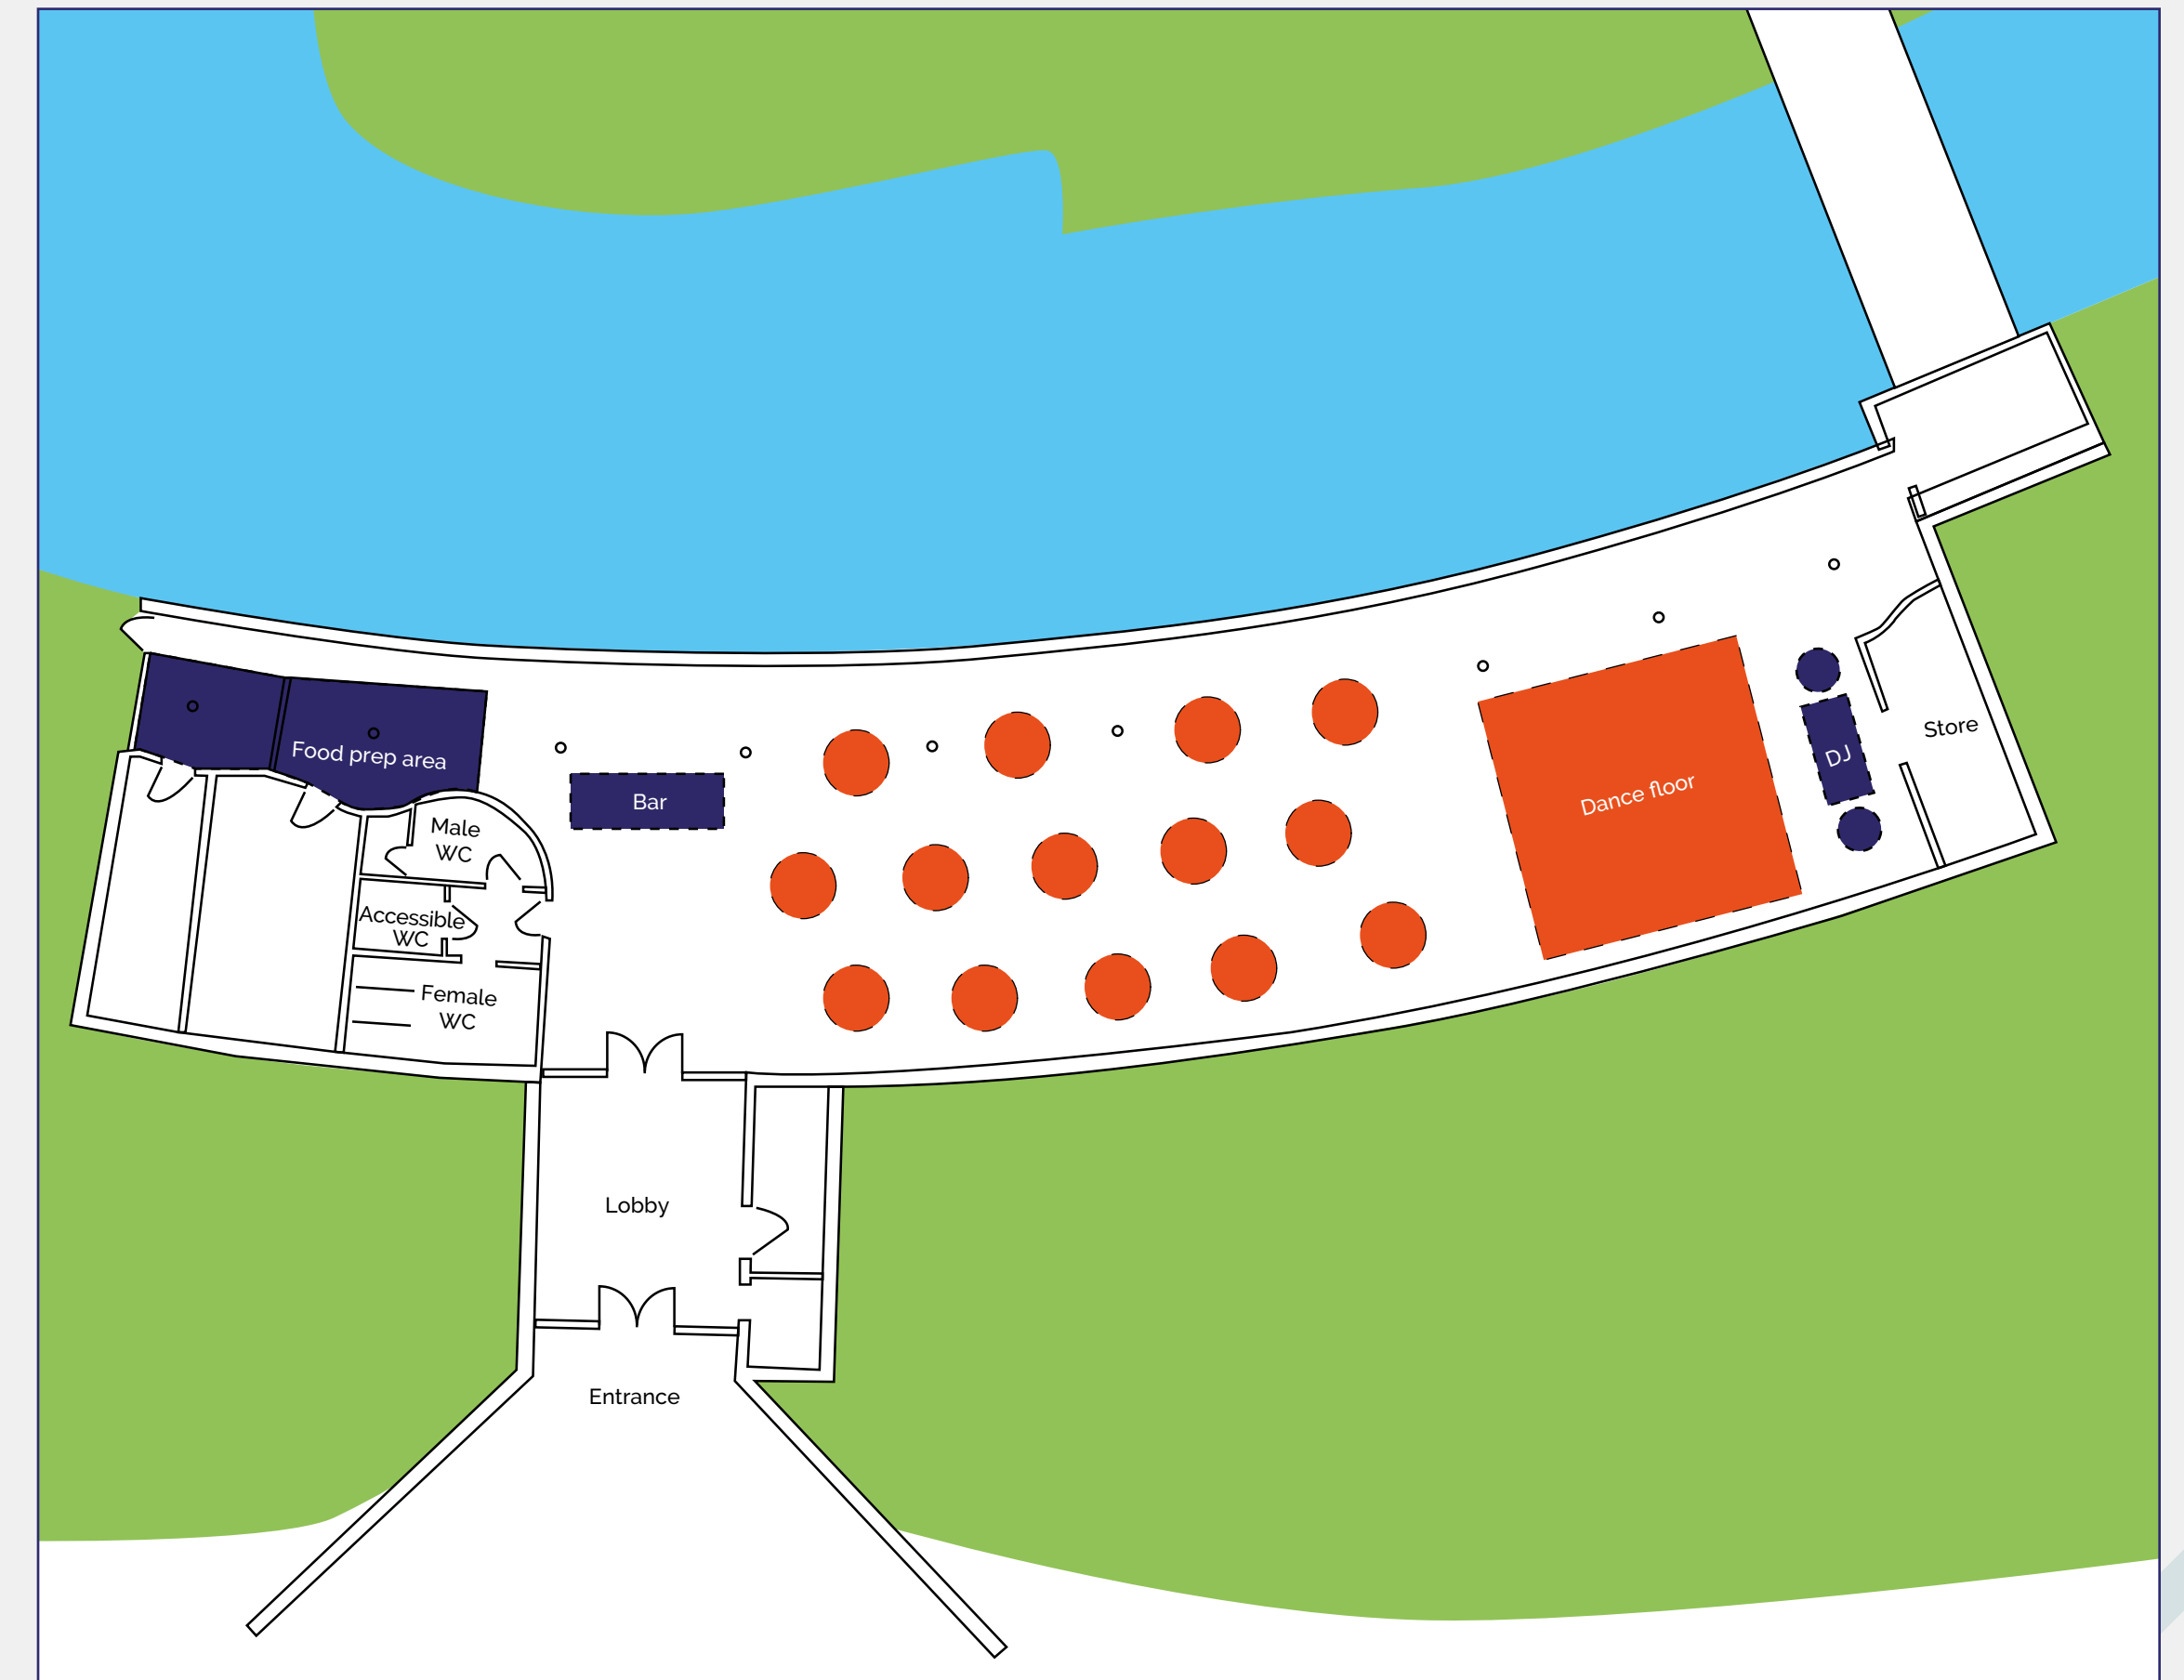 Food prep area
Bar
Male
WC
Accessible
WC
Female
WC
Dance floor
DJ
Store
Lobby
Entrance